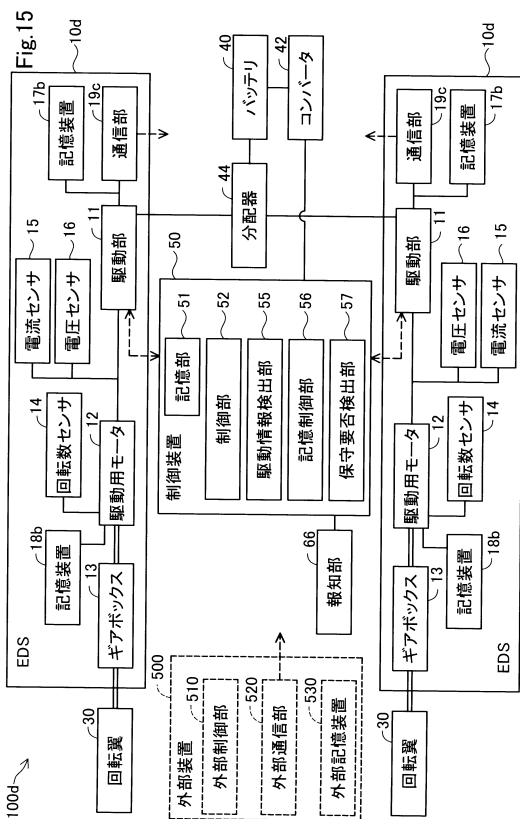 Fig.15
100d
10d
EDS
30
回転翼
13
ギアボックス
18b
記憶装置
12
駆動用モータ
14
回転数センサ
15
電流センサ
16
電圧センサ
11
駆動部
17b
記憶装置
19c
通信部
500
外部装置
510
外部制御部
520
外部通信部
530
外部記憶装置
66
報知部
50
制御装置
51
記憶部
52
制御部
55
駆動情報検出部
56
記憶制御部
57
保守要否検出部
44
分配器
40
バッテリ
42
コンバータ
30
回転翼
13
ギアボックス
12
駆動用モータ
18b
記憶装置
14
回転数センサ
16
電圧センサ
15
電流センサ
11
駆動部
19c
通信部
17b
記憶装置
EDS
10d